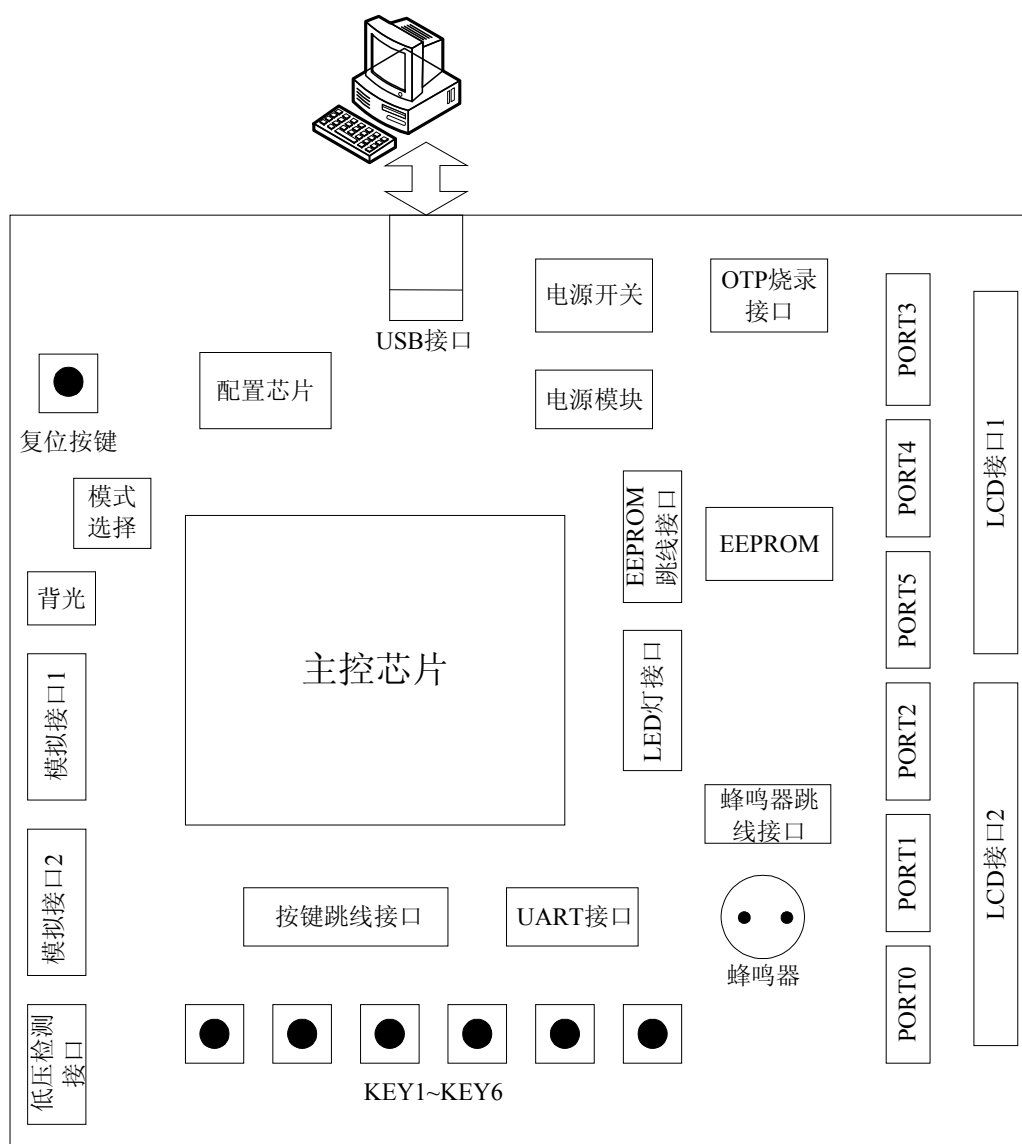 USB接口
电源开关
OTP烧录
接口
PORT3
LCD接口1
复位按键
配置芯片
电源模块
PORT4
模式
选择
EEPROM
跳线接口
EEPROM
PORT5
背光
主控芯片
LED灯接口
模拟接口1
PORT2
LCD接口2
蜂鸣器跳
线接口
PORT1
模拟接口2
按键跳线接口
UART接口
蜂鸣器
PORT0
低压检测
接口
KEY1~KEY6